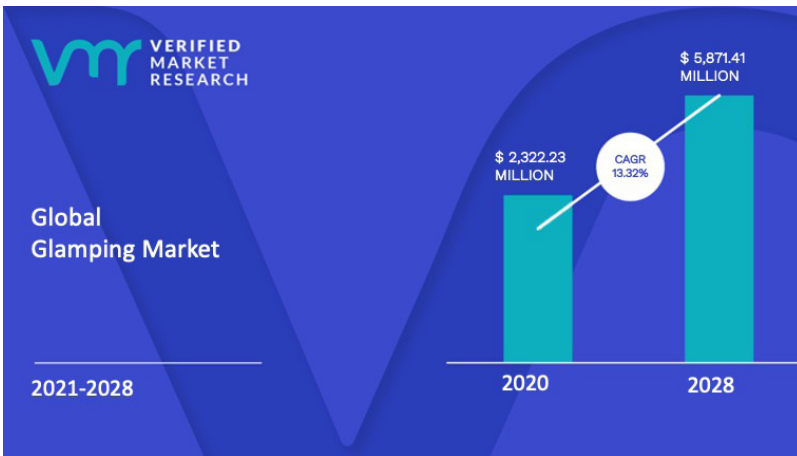 vmr
VERIFIED
MARKET
RESEARCH
Global
Glamping Market
2021-2028
$ 2,322.23
MILLION
CAGR
13.32%
$ 5,871.41
MILLION
2020
2028